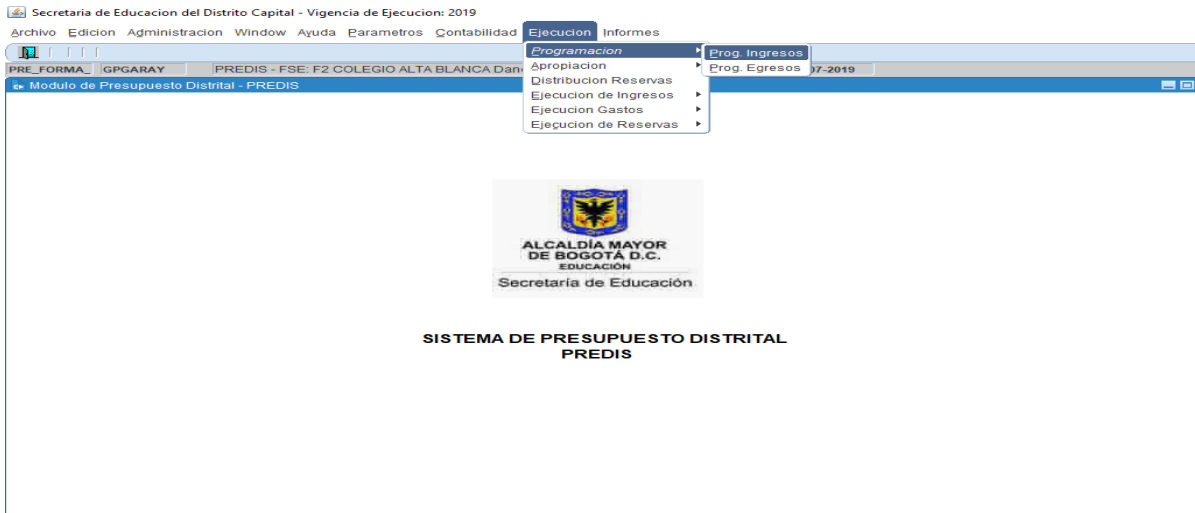 Secretaria de Educacion del Distrito Capital - Vigencia de Ejecucion: 2019
Archivo Edicion Administracion Window Ayuda Parametros Contabilidad Ejecucion Informes
Programacion
Prog. Ingresos
Apropiacion
Prog. Egresos
Distribucion Reservas
Ejecucion de Ingresos
Ejecucion Gastos
Ejecucion de Reservas
PRE_FORMA_ GPGARAY PREDIS - FSE: F2 COLEGIO ALTA BLANCA 07-2019
Modulo de Presupuesto Distrital - PREDIS
ALCALDÍA MAYOR
DE BOGOTÁ D.C.
EDUCACIÓN
Secretaría de Educación
SISTEMA DE PRESUPUESTO DISTRITAL
PREDIS